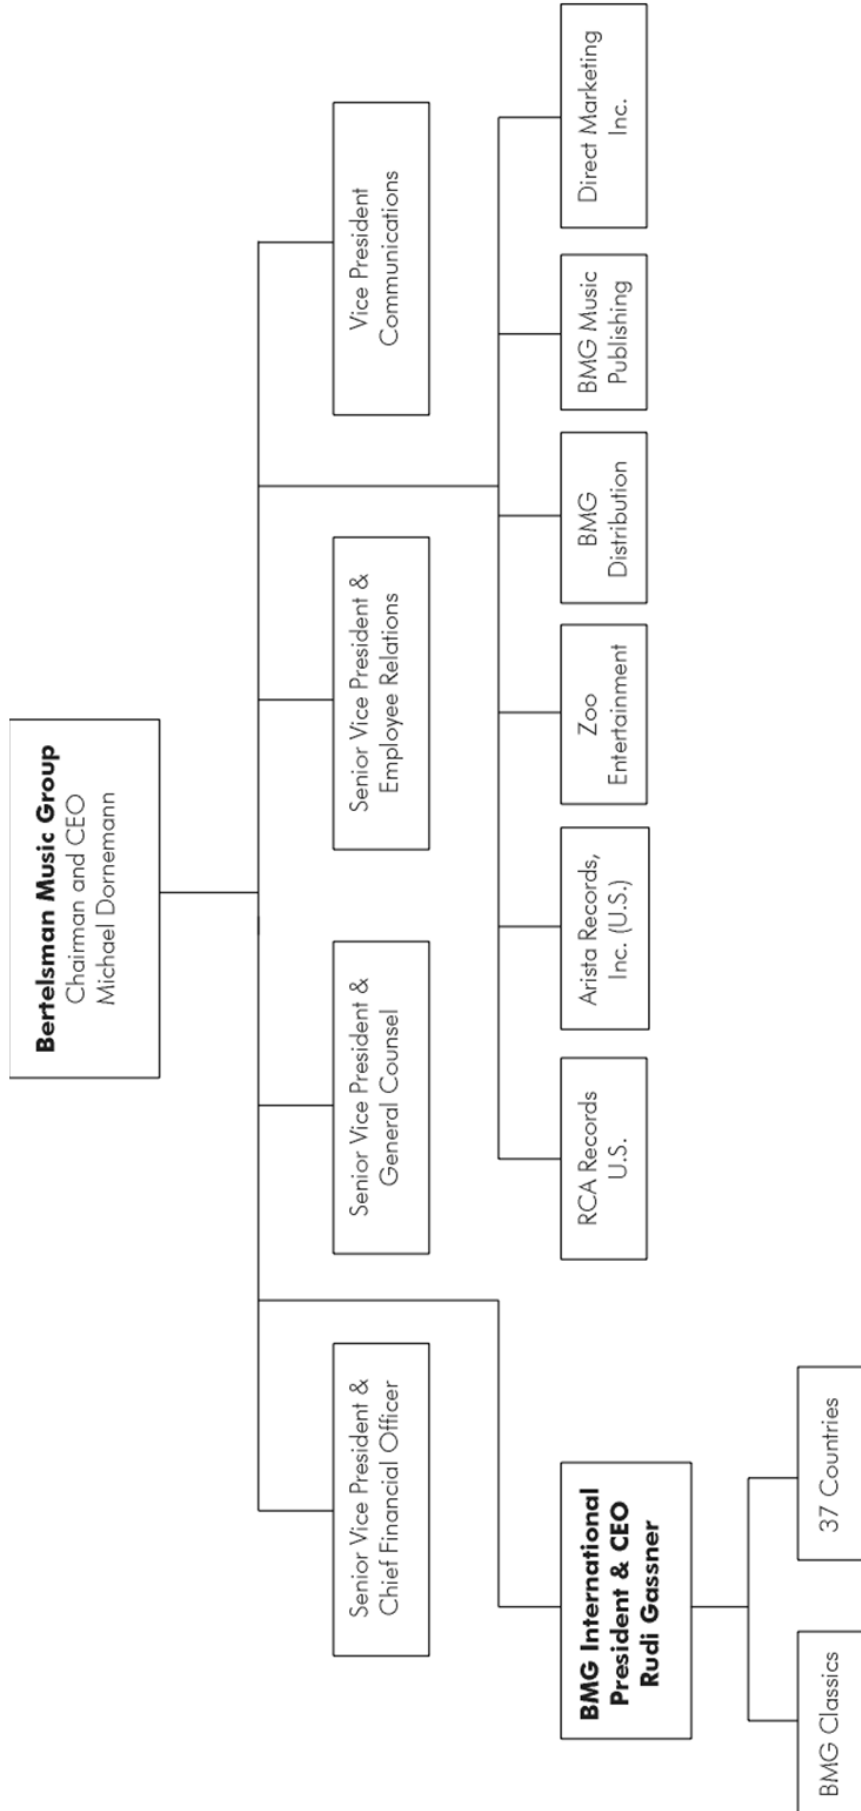 Bertelsman Music Group
Chairman and CEO
Michael Dornemann
Senior Vice President &
Chief Financial Officer
Senior Vice President &
General Counsel
Senior Vice President &
Employee Relations
Vice President
Communications
BMG International
President & CEO
Rudi Gassner
RCA Records
U.S.
Arista Records,
Inc. (U.S.)
Zoo
Entertainment
BMG
Distribution
BMG Music
Publishing
Direct Marketing
Inc.
BMG Classics
37 Countries